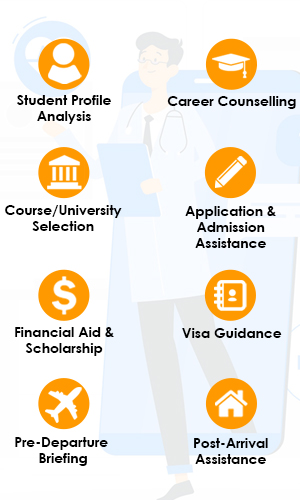 Student Profile
Analysis
Career Counselling
Course/University
Selection
Application &
Admission
Assistance
Financial Aid &
Scholarship
Visa Guidance
Pre-Departure
Briefing
Post-Arrival
Assistance